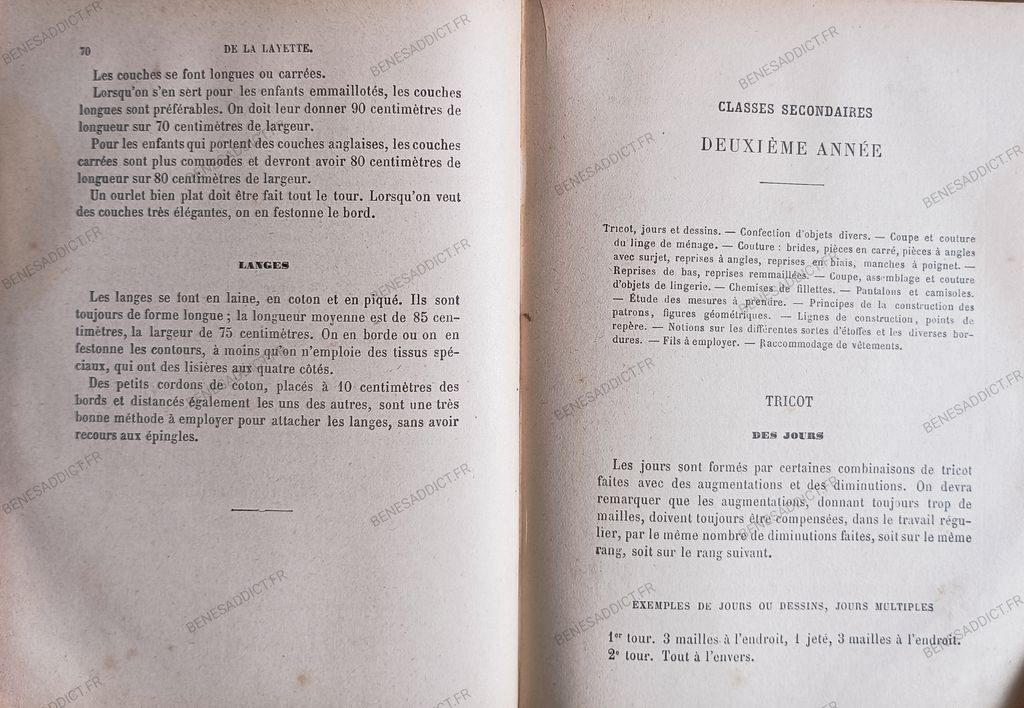 70 DE LA LAYETTE.
Les couches se font longues ou carrées.
Lorsqu'on s'en sert pour les enfants emmaillotés, les couches
longues sont préférables. On doit leur donner 90 centimètres de
longueur sur 70 centimètres de largeur.
Pour les enfants qui portent des couches anglaises, les couches
carrées sont plus commodes et devront avoir 80 centimètres de
longueur sur 80 centimètres de largeur.
Un ourlet bien plat doit être fait tout le tour. Lorsqu'on veut
des couches très élégantes, on en festonne le bord.
LANGES
Les langes se font en laine, en coton et en piqué. Ils sont
toujours de forme longue ; la longueur moyenne est de 85 cen-
timètres, la largeur de 75 centimètres. On en borde ou on en
festonne les contours, à moins qu'on n'emploie des tissus spé-
ciaux, qui ont des lisières aux quatre côtés.
Des petits cordons de coton, placés à 10 centimètres des
bords et distancés également les uns des autres, sont une très
bonne méthode à employer pour attacher les langes, sans avoir
recours aux épingles.
CLASSES SECONDAIRES
DEUXIÈME ANNÉE
Tricot, jours et dessins. — Confection d'objets divers. — Coupe et couture
du linge de ménage. — Couture : brides, pièces en carré, pièces à angles
avec surjet, reprises à angles, reprises en biais, manches à poignet. —
Reprises de bas, reprises remmaillées. — Coupe, assemblage et couture
d'objets de lingerie. — Chemises de fillettes. — Pantalons et camisoles.
— Étude des mesures à prendre. — Principes de la construction des
patrons, figures géométriques. — Lignes de construction, points de
repère. — Notions sur les différentes sortes d'étoffes et les diverses bor-
dures. — Fils à employer. — Raccommodage de vêtements.
TRICOT
DES JOURS
Les jours sont formés par certaines combinaisons de tricot
faites avec des augmentations et des diminutions. On devra
remarquer que les augmentations, donnant toujours trop de
mailles, doivent toujours être compensées, dans le travail régu-
lier, par le même nombre de diminutions faites, soit sur le même
rang, soit sur le rang suivant.
EXEMPLES DE JOURS OU DESSINS, JOURS MULTIPLES
1er tour. 3 mailles à l'endroit, 1 jeté, 3 mailles à l'endroit.
2e tour. Tout à l'envers.
BENESADDICT.FR